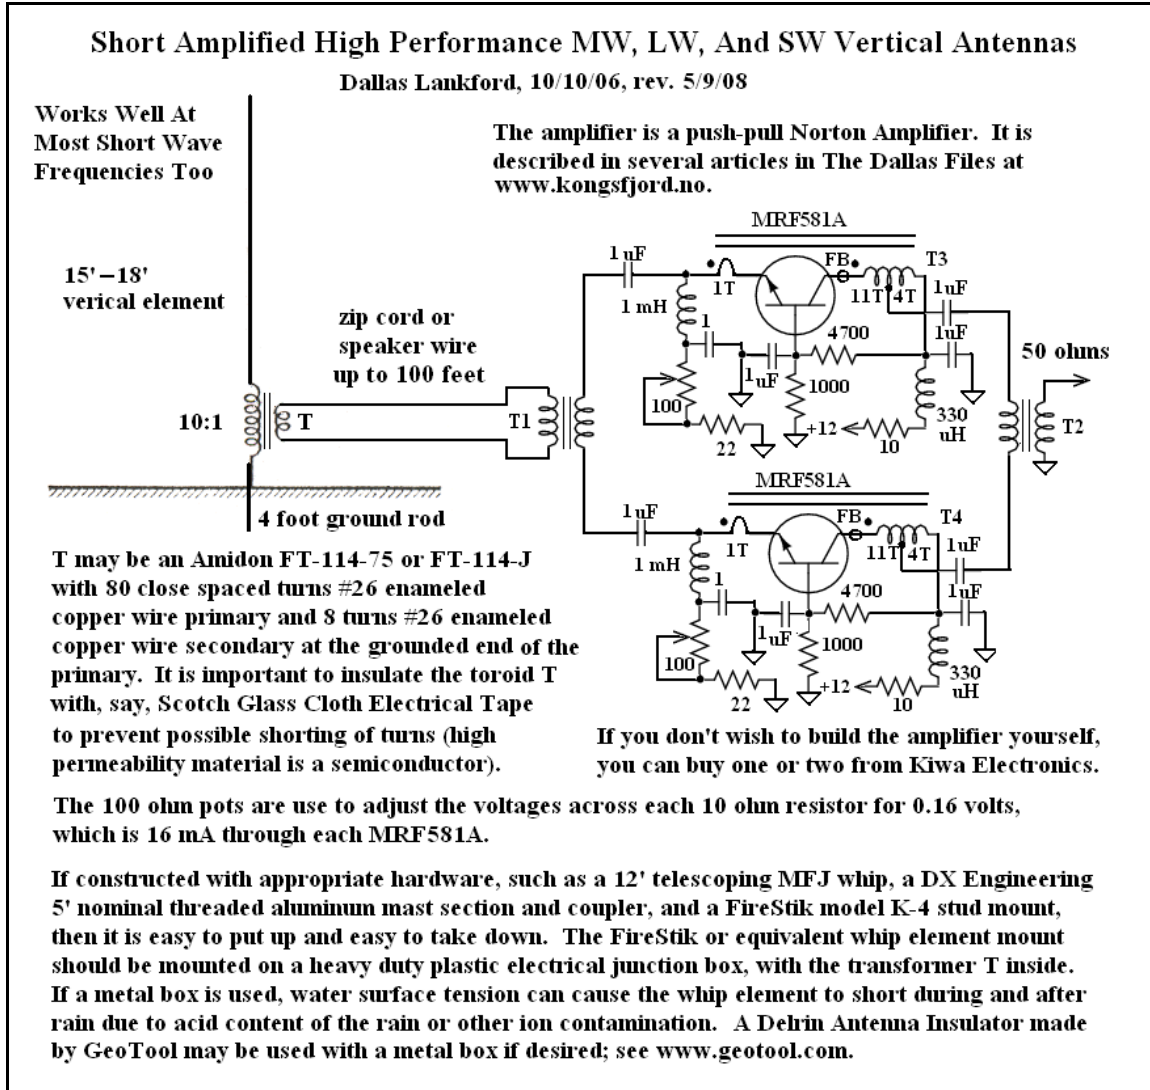 Short Amplified High Performance MW, LW, And SW Vertical Antennas
Dallas Lankford, 10/10/06, rev. 5/9/08
Works Well At
Most Short Wave
Frequencies Too
The amplifier is a push-pull Norton Amplifier. It is
described in several articles in The Dallas Files at
www.kongsfjord.no.
15'–18'
verical element
zip cord or
speaker wire
up to 100 feet
10:1
T
T1
4 foot ground rod
MRF581A
1 uF
1T
FB
T3
11T 4T
1uF
1 mH
1
1 uF
4700
1uF
100
1000
22
+12
10
330
uH
50 ohms
T2
MRF581A
1uF
1T
FB
T4
11T 4T
1uF
1 mH
1
1 uF
4700
1uF
100
1000
22
+12
10
330
uH
T may be an Amidon FT-114-75 or FT-114-J
with 80 close spaced turns #26 enameled
copper wire primary and 8 turns #26 enameled
copper wire secondary at the grounded end of the
primary. It is important to insulate the toroid T
with, say, Scotch Glass Cloth Electrical Tape
to prevent possible shorting of turns (high
permeability material is a semiconductor).
If you don't wish to build the amplifier yourself,
you can buy one or two from Kiwa Electronics.
The 100 ohm pots are use to adjust the voltages across each 10 ohm resistor for 0.16 volts,
which is 16 mA through each MRF581A.
If constructed with appropriate hardware, such as a 12' telescoping MFJ whip, a DX Engineering
5' nominal threaded aluminum mast section and coupler, and a FireStik model K-4 stud mount,
then it is easy to put up and easy to take down. The FireStik or equivalent whip element mount
should be mounted on a heavy duty plastic electrical junction box, with the transformer T inside.
If a metal box is used, water surface tension can cause the whip element to short during and after
rain due to acid content of the rain or other ion contamination. A Delrin Antenna Insulator made
by GeoTool may be used with a metal box if desired; see www.geotool.com.